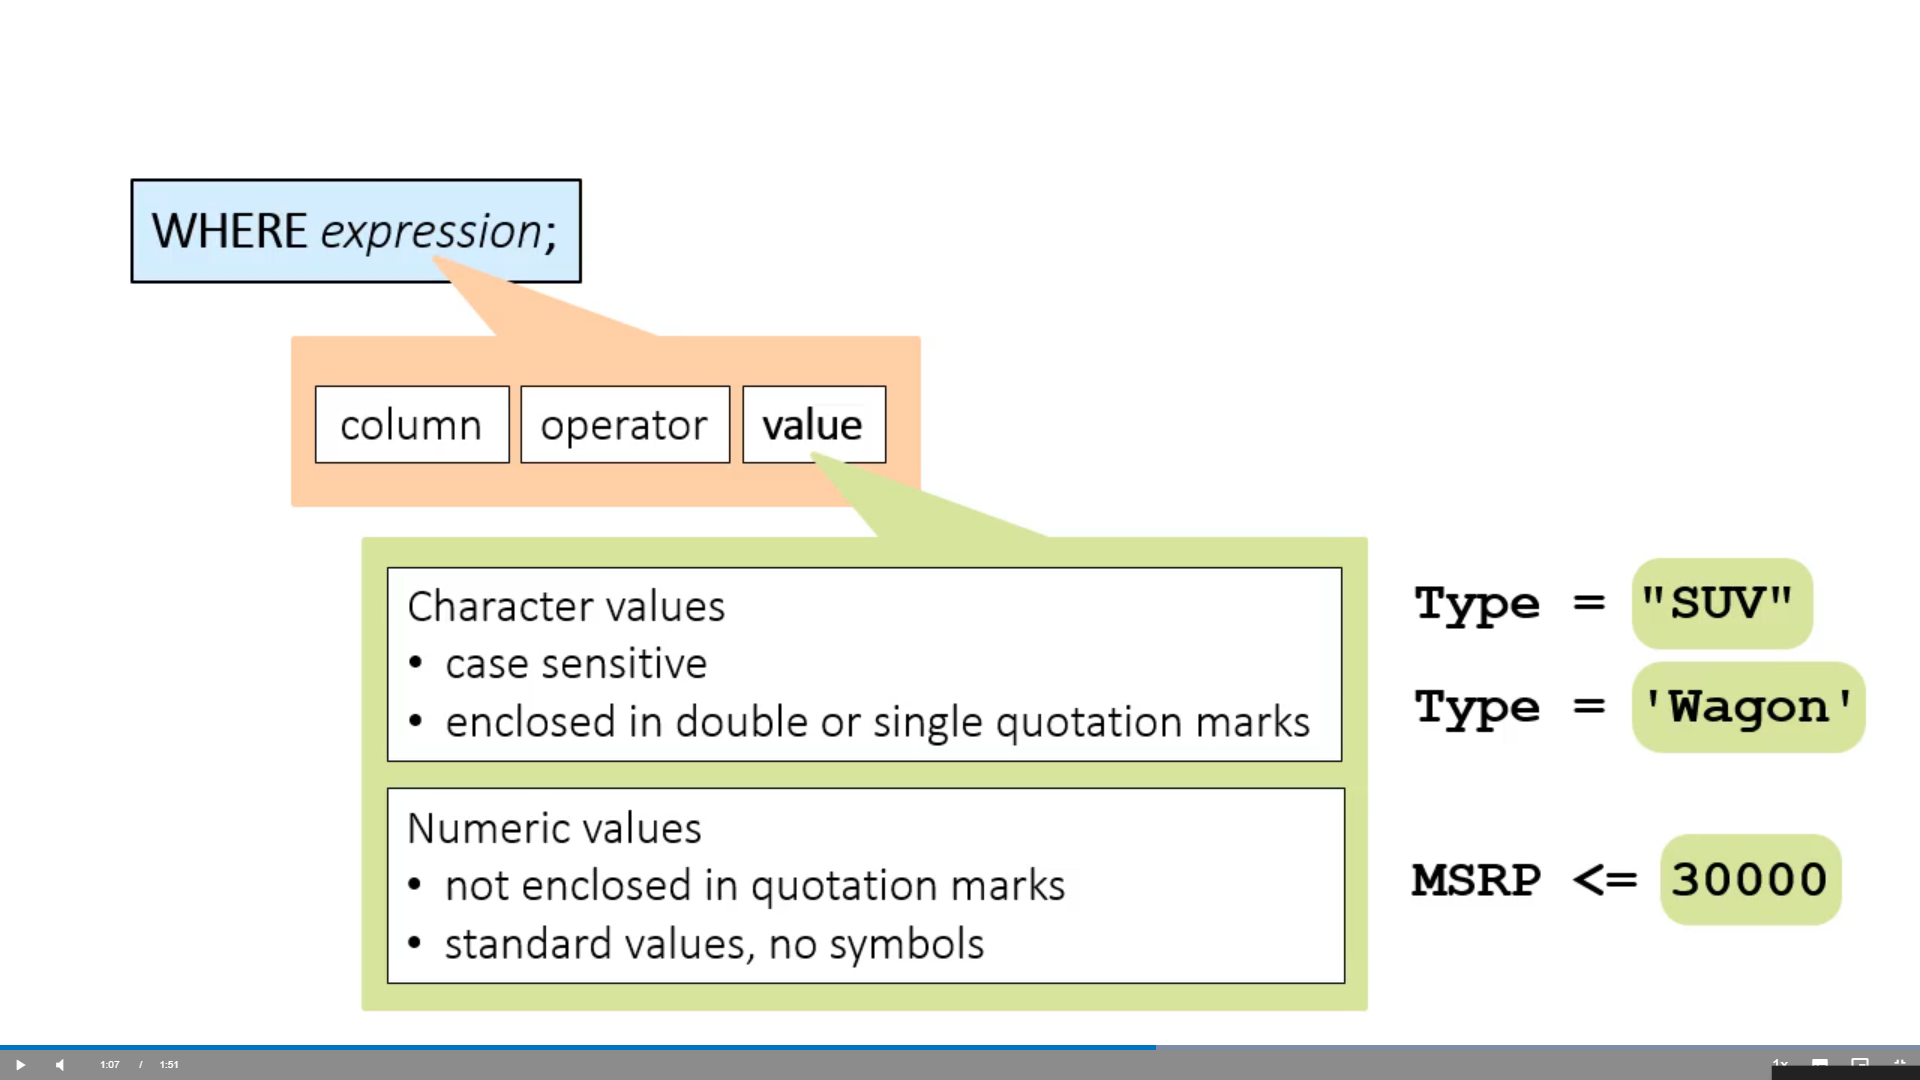 WHERE expression;
column operator value
Character values
• case sensitive
• enclosed in double or single quotation marks
Numeric values
• not enclosed in quotation marks
• standard values, no symbols
Type = "SUV"
Type = 'Wagon'
MSRP <= 30000
1:07 / 1:51
1x